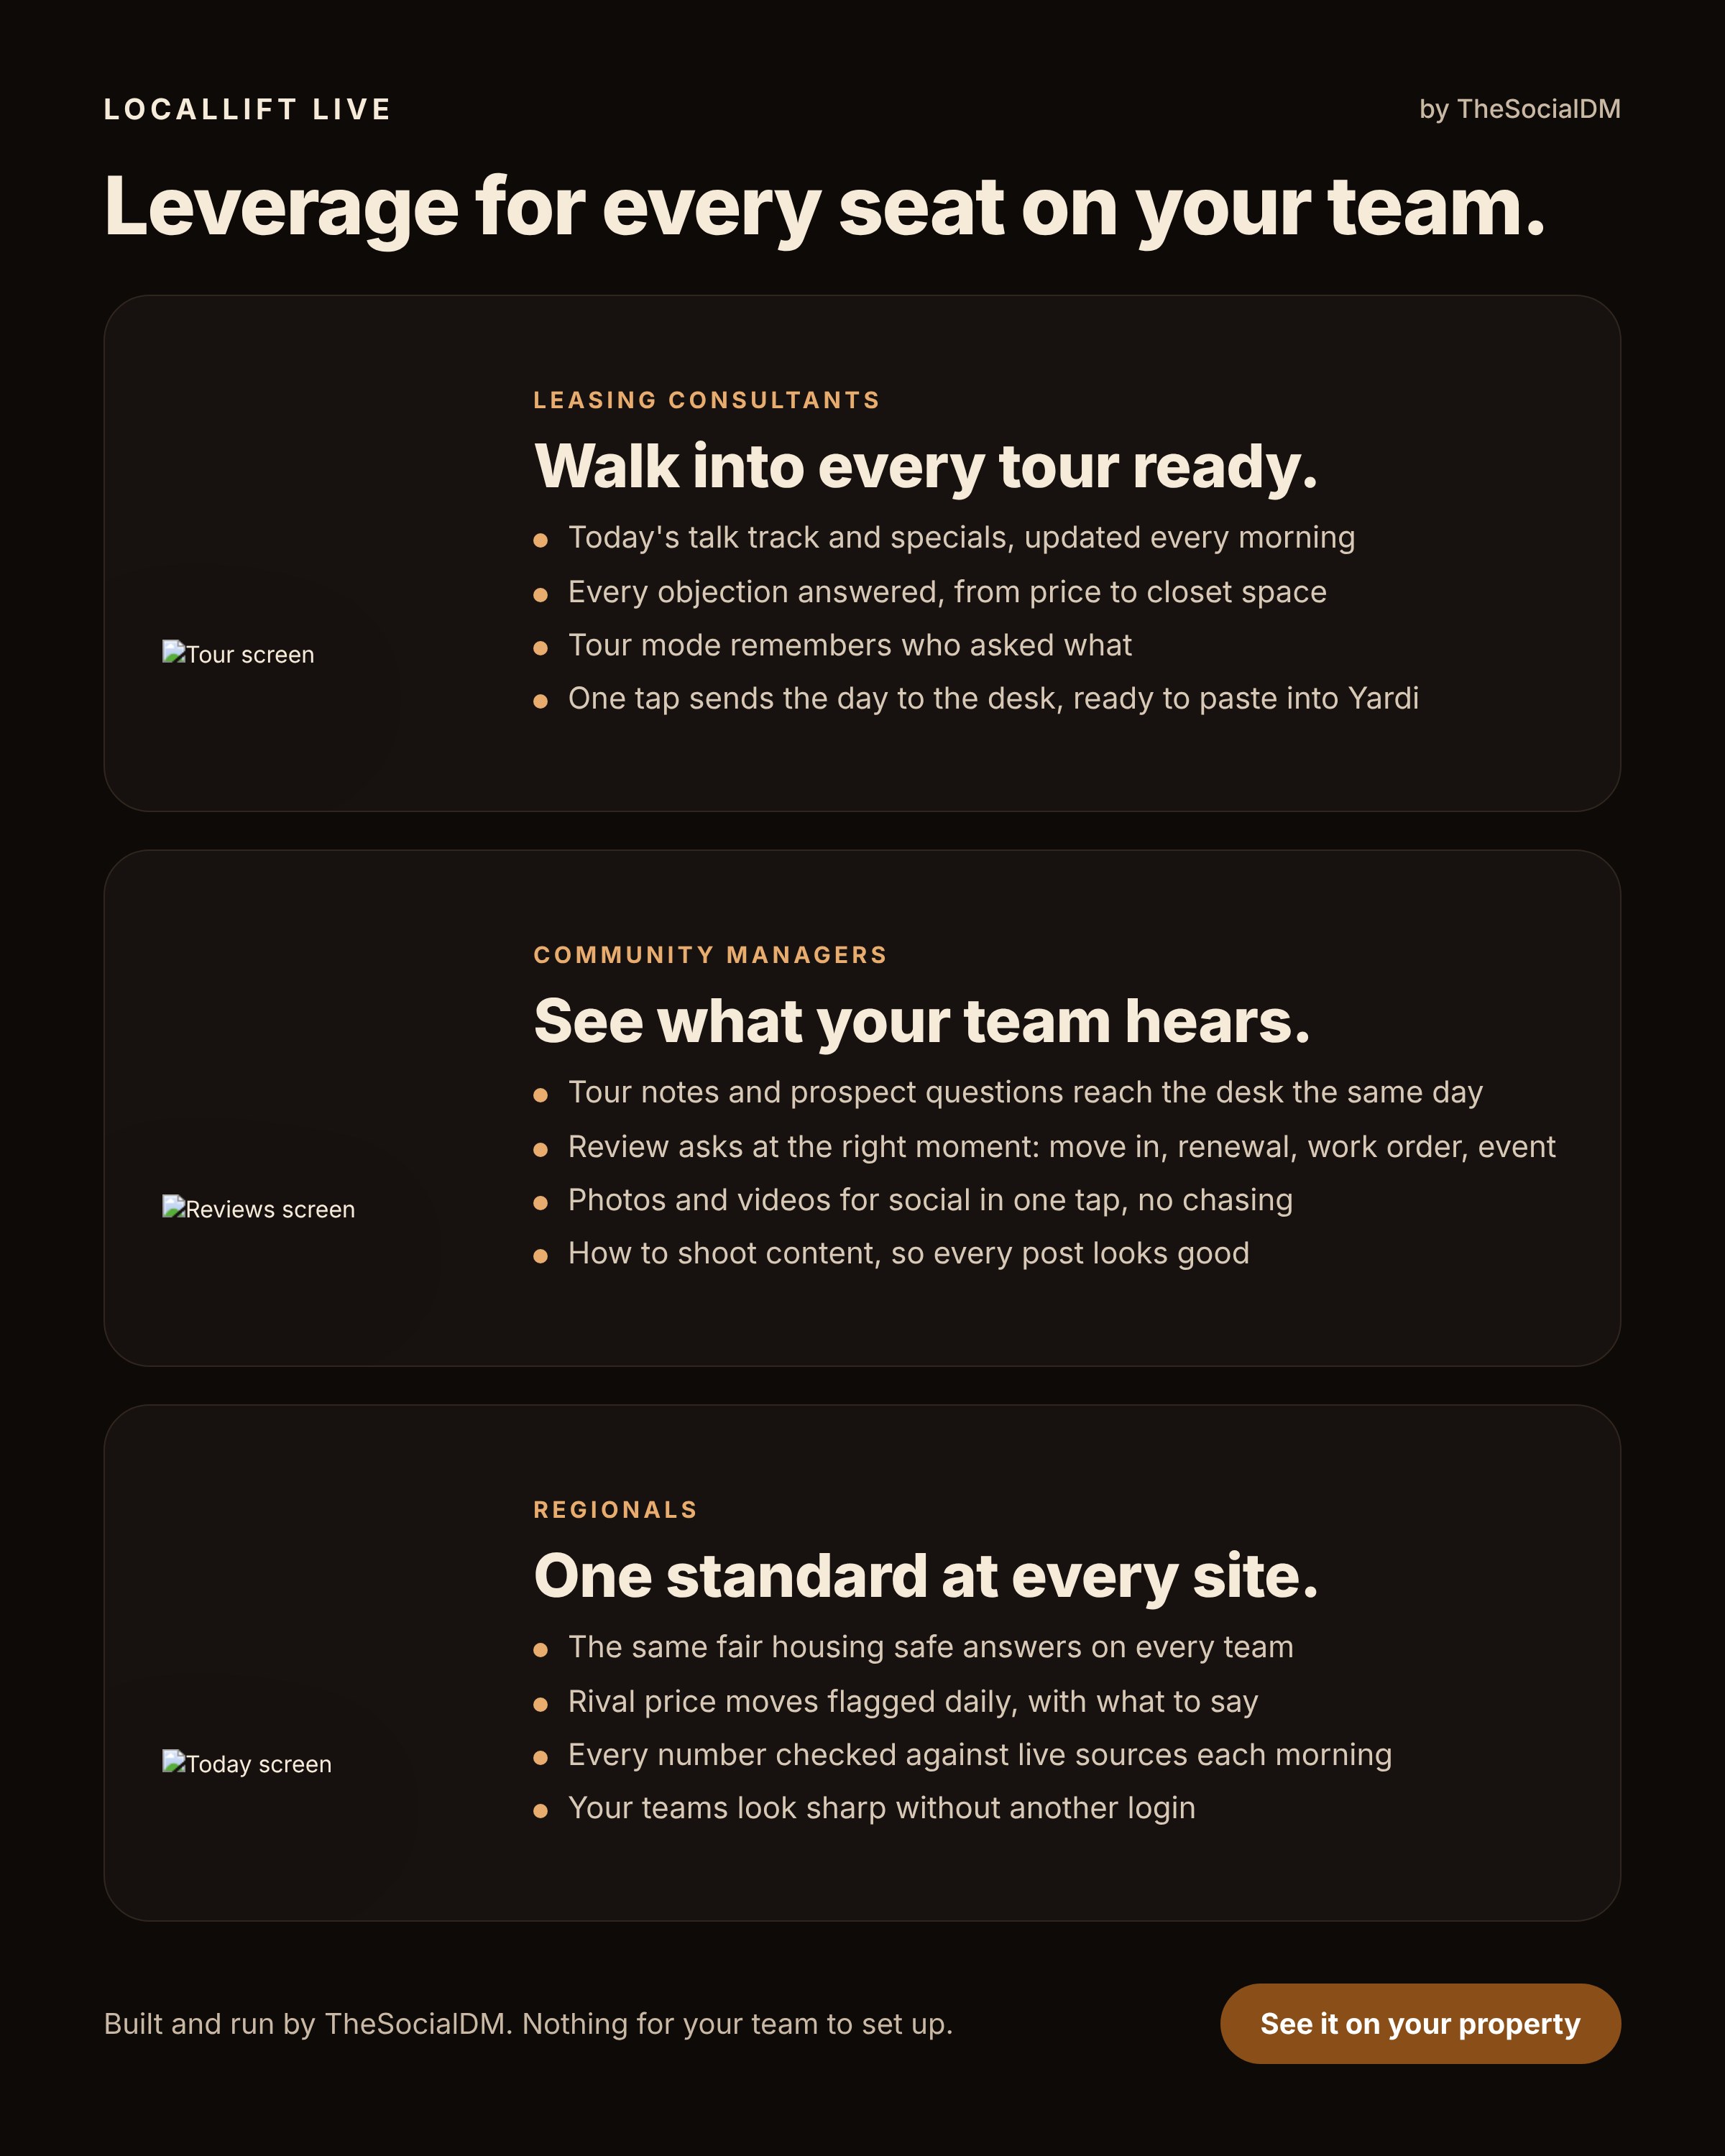 LOCALLIFT LIVE
by TheSocialDM
Leverage for every seat on your team.
LEASING CONSULTANTS
Walk into every tour ready.
Today's talk track and specials, updated every morning
Every objection answered, from price to closet space
Tour mode remembers who asked what
One tap sends the day to the desk, ready to paste into Yardi
Tour screen
COMMUNITY MANAGERS
See what your team hears.
Tour notes and prospect questions reach the desk the same day
Review asks at the right moment: move in, renewal, work order, event
Photos and videos for social in one tap, no chasing
How to shoot content, so every post looks good
Reviews screen
REGIONALS
One standard at every site.
The same fair housing safe answers on every team
Rival price moves flagged daily, with what to say
Every number checked against live sources each morning
Your teams look sharp without another login
Today screen
Built and run by TheSocialDM. Nothing for your team to set up.
See it on your property